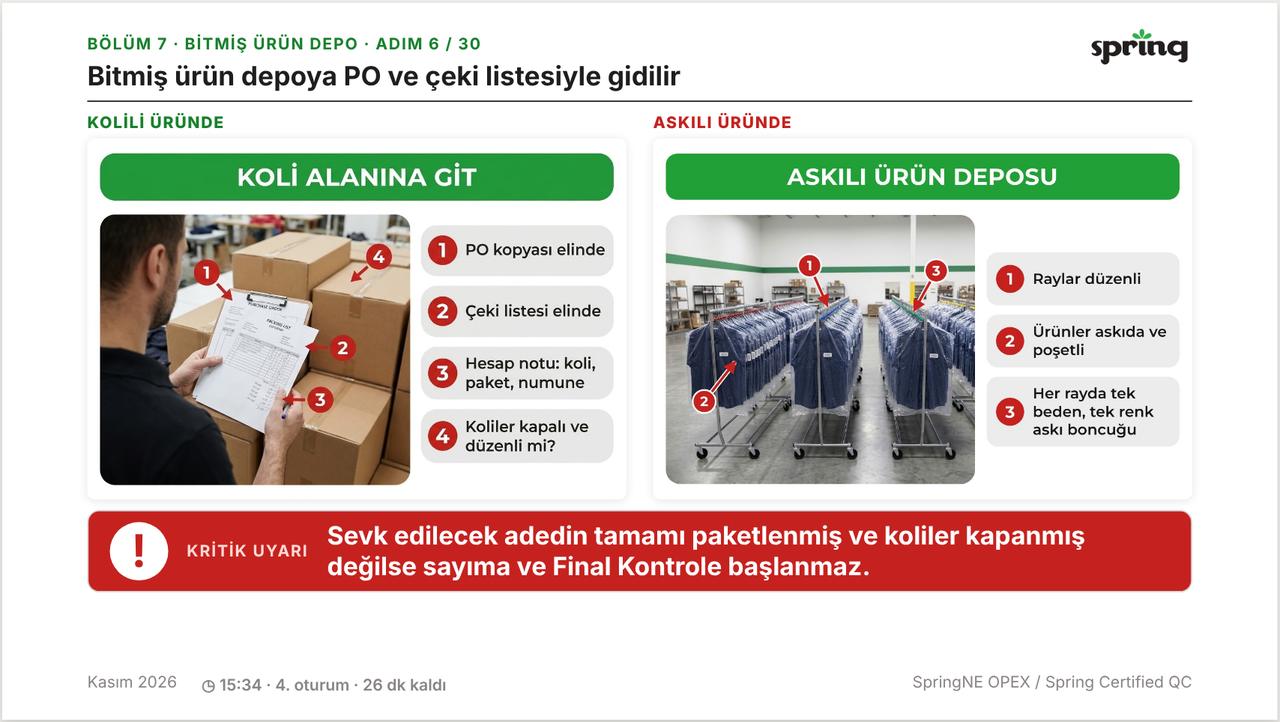 BÖLÜM 7 · BİTMİŞ ÜRÜN DEPO · ADIM 6 / 30
spring
Bitmiş ürün depoya PO ve çeki listesiyle gidilir
KOLİLİ ÜRÜNDE
KOLİ ALANINA GİT
1
4
2
3
PURCHASE ORDER
PACKING LIST
1 PO kopyası elinde
2 Çeki listesi elinde
3 Hesap notu: koli,
paket, numune
4 Koliler kapalı ve
düzenli mi?
ASKILI ÜRÜNDE
ASKILI ÜRÜN DEPOSU
1
3
2
1 Raylar düzenli
2 Ürünler askıda ve
poşetli
3 Her rayda tek
beden, tek renk
askı boncuğu
! KRİTİK UYARI
Sevk edilecek adedin tamamı paketlenmiş ve koliler kapanmış
değilse sayıma ve Final Kontrole başlanmaz.
Kasım 2026
15:34 · 4. oturum · 26 dk kaldı
SpringNE OPEX / Spring Certified QC